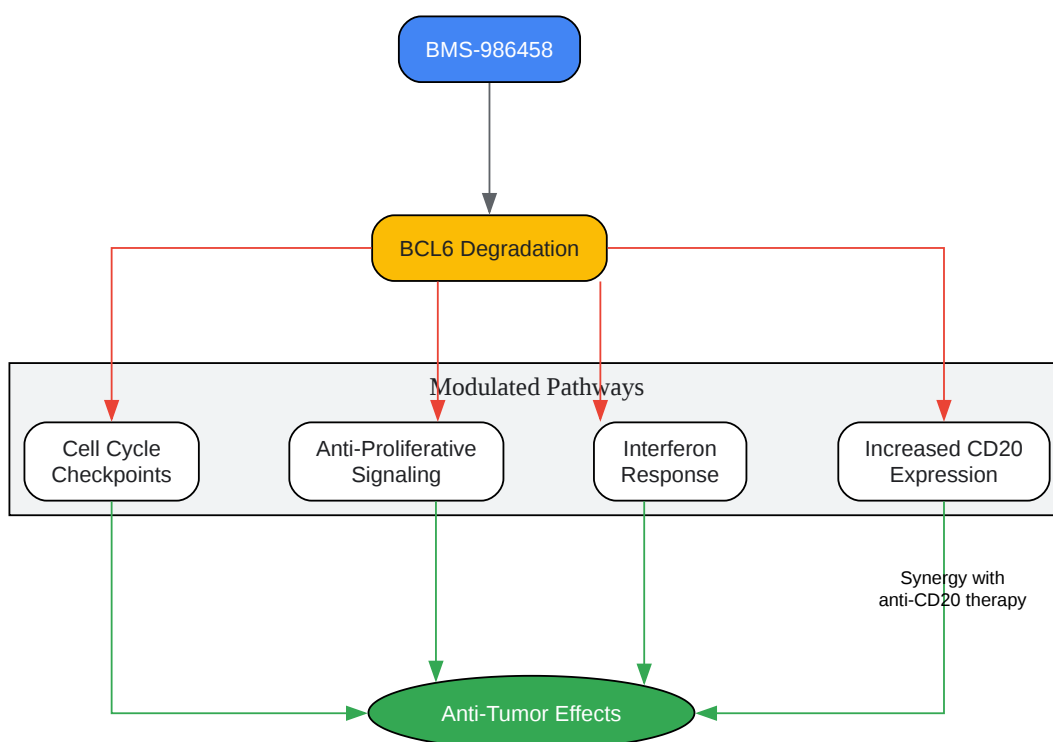 BMS-986458
BCL6 Degradation
Modulated Pathways
Cell Cycle
Checkpoints
Anti-Proliferative
Signaling
Interferon
Response
Increased CD20
Expression
Synergy with
anti-CD20 therapy
Anti-Tumor Effects